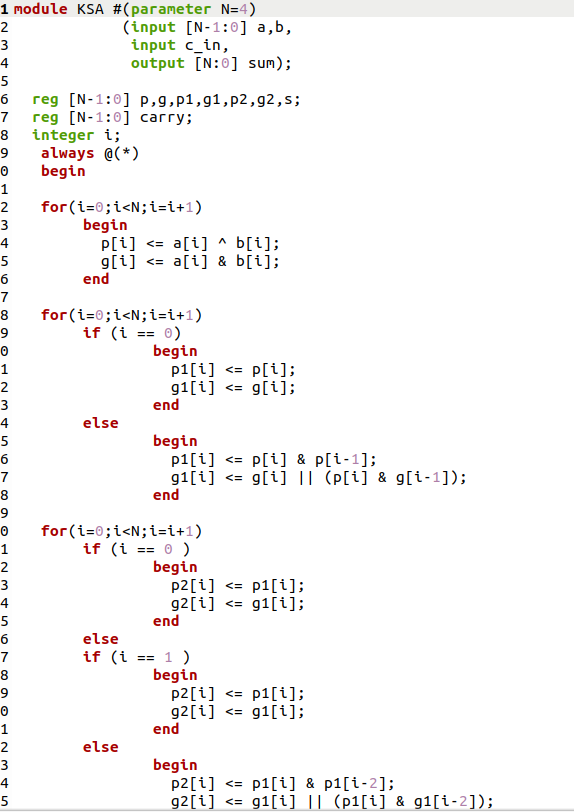 1 module KSA #(parameter N=4)
2 (input [N-1:0] a,b,
3 input c_in,
4 output [N:0] sum);
5
6 reg [N-1:0] p,g,p1,g1,p2,g2,s;
7 reg [N-1:0] carry;
8 integer i;
9 always @(*)
0 begin
1
2 for(i=0;i<N;i=i+1)
3 begin
4 p[i] <= a[i] ^ b[i];
5 g[i] <= a[i] & b[i];
6 end
7
8 for(i=0;i<N;i=i+1)
9 if (i == 0)
0 begin
1 p1[i] <= p[i];
2 g1[i] <= g[i];
3 end
4 else
5 begin
6 p1[i] <= p[i] & p[i-1];
7 g1[i] <= g[i] || (p[i] & g[i-1]);
8 end
9
0 for(i=0;i<N;i=i+1)
1 if (i == 0 )
2 begin
3 p2[i] <= p1[i];
4 g2[i] <= g1[i];
5 end
6 else
7 if (i == 1 )
8 begin
9 p2[i] <= p1[i];
0 g2[i] <= g1[i];
1 end
2 else
3 begin
4 p2[i] <= p1[i] & p1[i-2];
5 g2[i] <= g1[i] || (p1[i] & g1[i-2]);